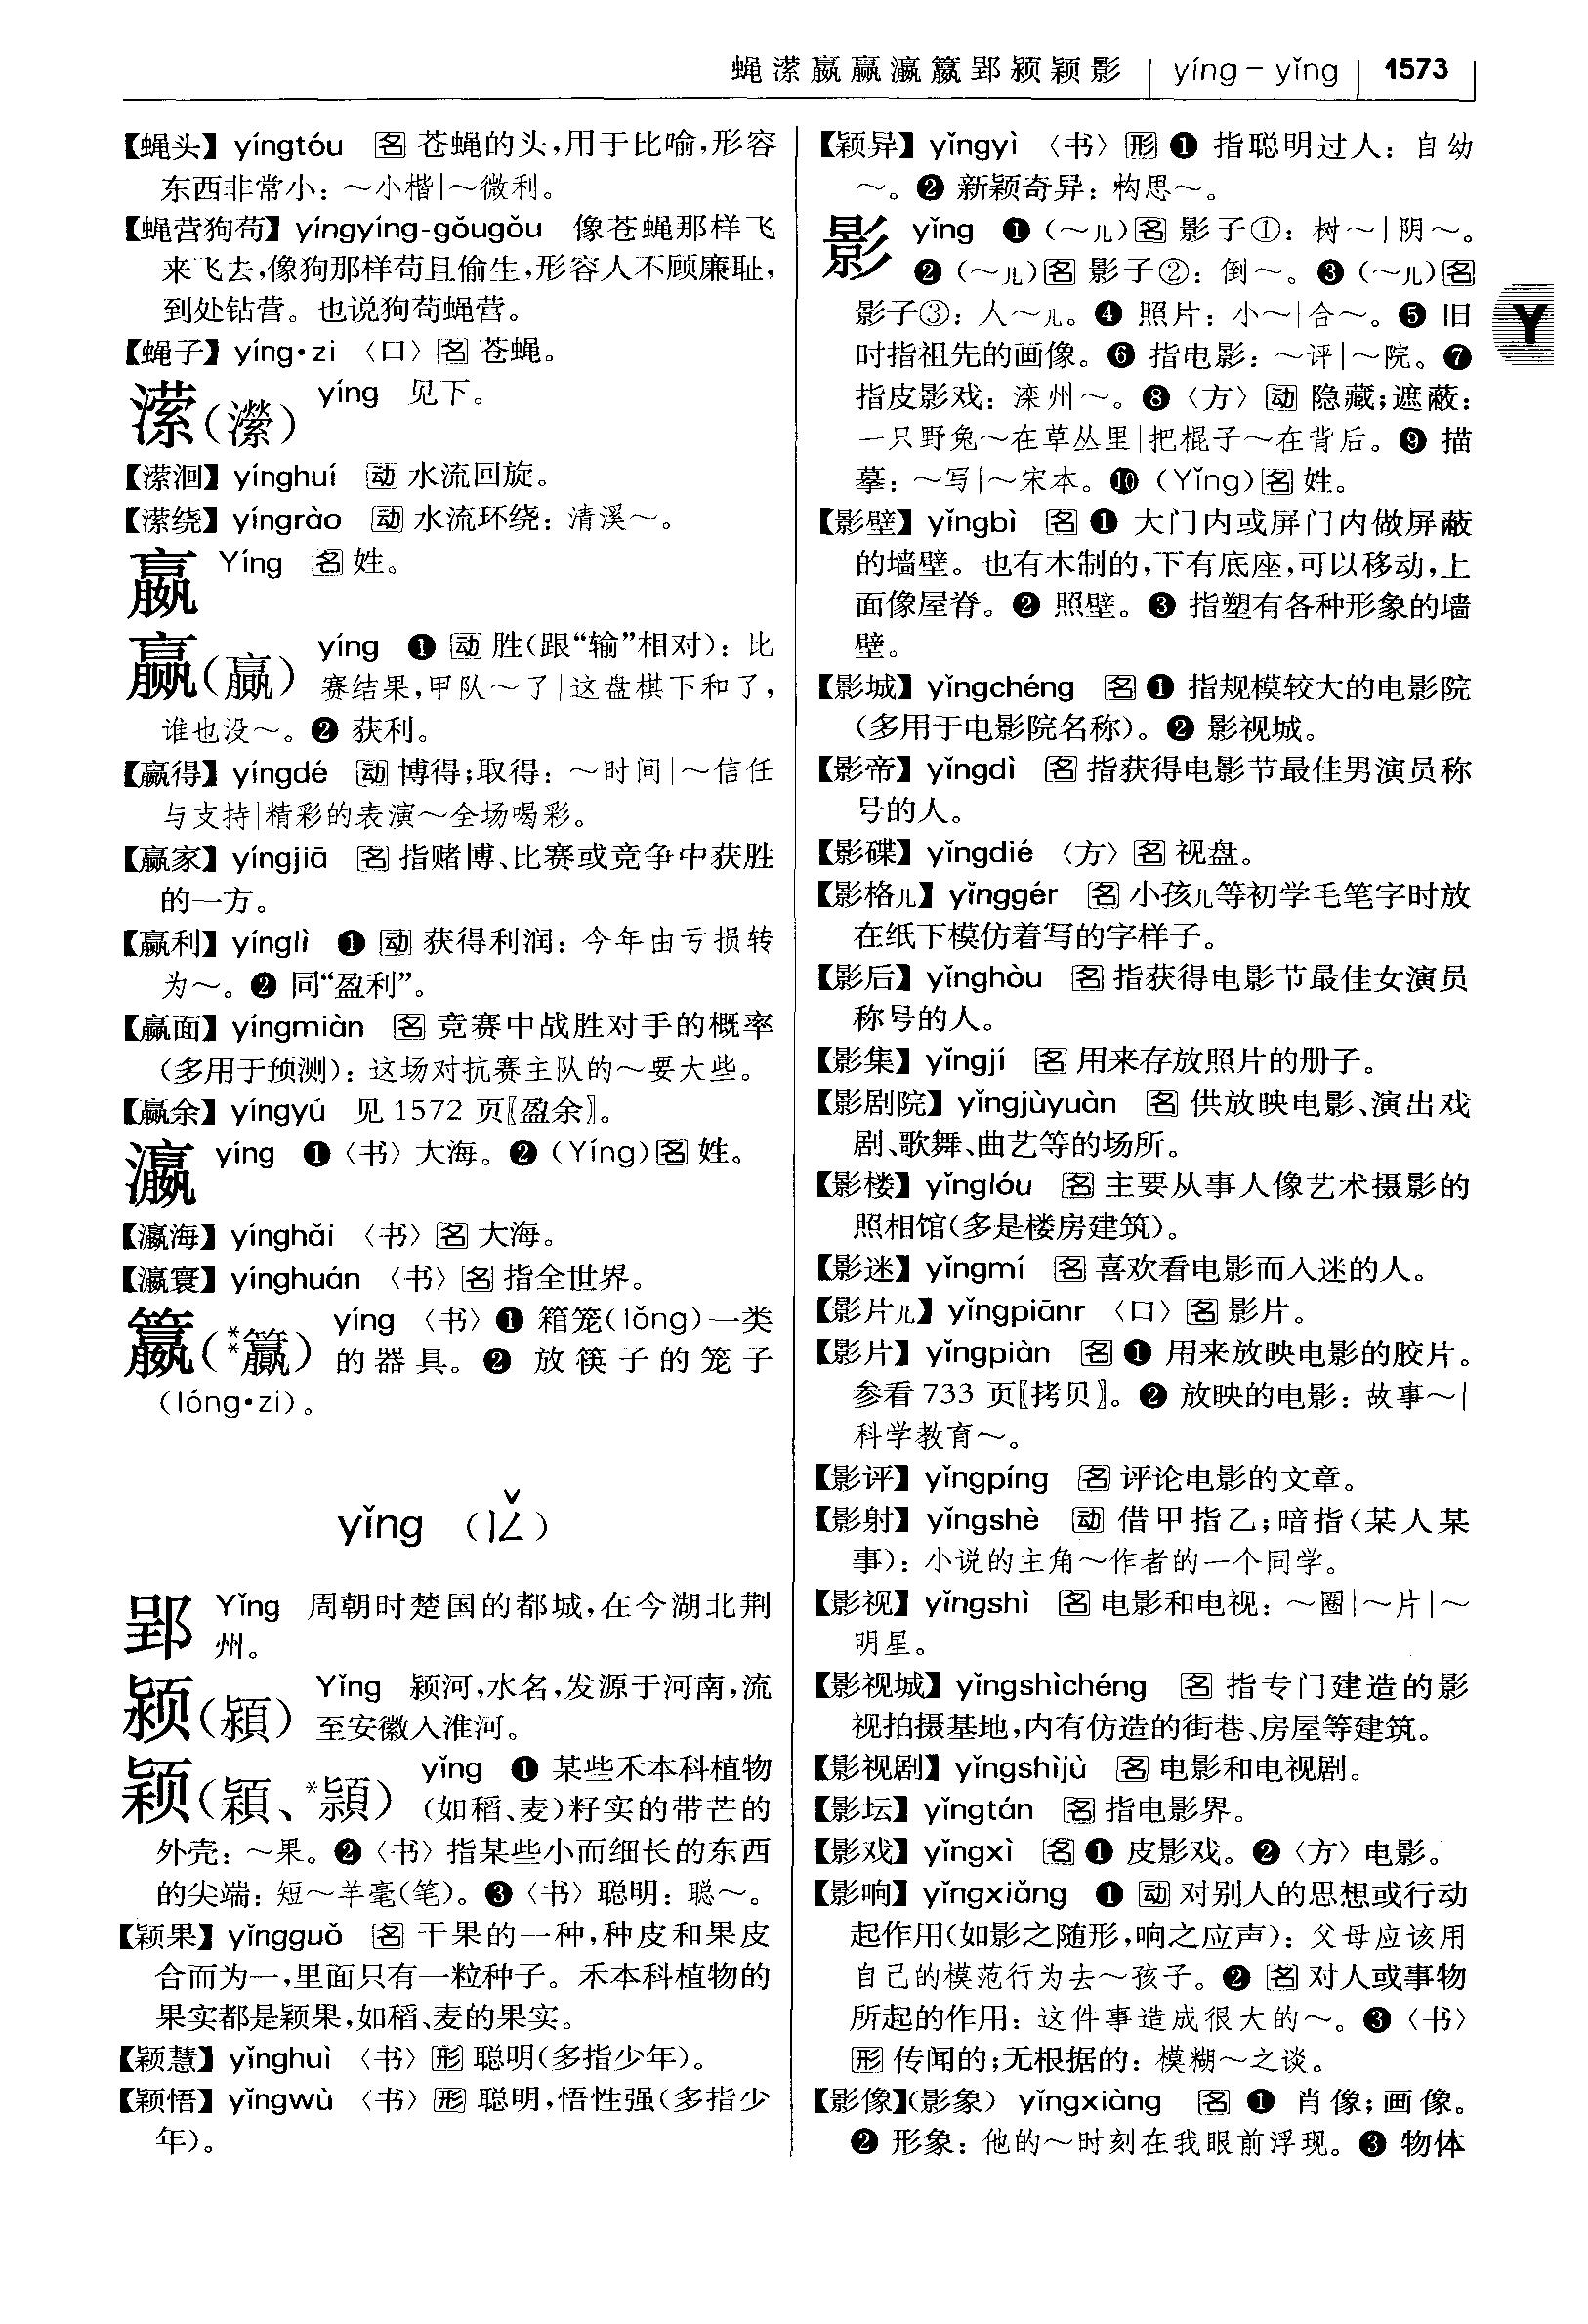 蝇潆嬴赢瀛籯郢颍颖影 yíng－yǐng 1573
【蝇头】yíngtóu 名 苍蝇的头，用于比喻，形容
东西非常小：～小楷|～微利。
【蝇营狗苟】yíngyíng-gǒugǒu 像苍蝇那样飞
来飞去，像狗那样苟且偷生，形容人不顾廉耻，
到处钻营。也说狗苟蝇营。
【蝇子】yíng·zi 〈口〉名 苍蝇。
潆(瀠) yíng 见下。
【潆洄】yínghuí 动 水流回旋。
【潆绕】yíngrào 动 水流环绕：清溪～。
嬴 Yíng 名 姓。
赢(贏) yíng ❶ 动 胜(跟“输”相对)：比
赛结果，甲队～了|这盘棋下和了，
谁也没～。❷ 获利。
【赢得】yíngdé 动 博得；取得：～时间|～信任
与支持|精彩的表演～全场喝彩。
【赢家】yíngjiā 名 指赌博、比赛或竞争中获胜
的一方。
【赢利】yínglì ❶ 动 获得利润：今年由亏损转
为～。❷ 同“盈利”。
【赢面】yíngmiàn 名 竞赛中战胜对手的概率
(多用于预测)：这场对抗赛主队的～要大些。
【赢余】yíngyú 见 1572 页〖盈余〗。
瀛 yíng ❶〈书〉大海。❷ (Yíng)名 姓。
【瀛海】yínghǎi 〈书〉名 大海。
【瀛寰】yínghuán 〈书〉名 指全世界。
籯(**籝) yíng 〈书〉❶ 箱笼(lǒng)一类
的器具。❷ 放筷子的笼子
(lóng·zi)。
yǐng (ㄧㄥˇ)
郢 Yǐng 周朝时楚国的都城，在今湖北荆
州。
颍(潁) Yǐng 颍河，水名，发源于河南，流
至安徽入淮河。
颖(穎、*頴) yǐng ❶ 某些禾本科植物
(如稻、麦)籽实的带芒的
外壳：～果。❷〈书〉指某些小而细长的东西
的尖端：短～羊毫(笔)。❸〈书〉聪明：聪～。
【颖果】yǐngguǒ 名 干果的一种，种皮和果皮
合而为一，里面只有一粒种子。禾本科植物的
果实都是颖果，如稻、麦的果实。
【颖慧】yǐnghuì 〈书〉形 聪明(多指少年)。
【颖悟】yǐngwù 〈书〉形 聪明，悟性强(多指少
年)。
【颖异】yǐngyì 〈书〉形 ❶ 指聪明过人：自幼
～。❷ 新颖奇异：构思～。
影 yǐng ❶ (～儿)名 影子①：树～|阴～。
❷ (～儿)名 影子②：倒～。❸ (～儿)名
影子③：人～儿。❹ 照片：小～|合～。❺ 旧
时指祖先的画像。❻ 指电影：～评|～院。❼
指皮影戏：滦州～。❽〈方〉动 隐藏；遮蔽：
一只野兔～在草丛里|把棍子～在背后。❾ 描
摹：～写|～宋本。❿ (Yǐng)名 姓。
【影壁】yǐngbì 名 ❶ 大门内或屏门内做屏蔽
的墙壁。也有木制的，下有底座，可以移动，上
面像屋脊。❷ 照壁。❸ 指塑有各种形象的墙
壁。
【影城】yǐngchéng 名 ❶ 指规模较大的电影院
(多用于电影院名称)。❷ 影视城。
【影帝】yǐngdì 名 指获得电影节最佳男演员称
号的人。
【影碟】yǐngdié 〈方〉名 视盘。
【影格儿】yǐnggér 名 小孩儿等初学毛笔字时放
在纸下模仿着写的字样子。
【影后】yǐnghòu 名 指获得电影节最佳女演员
称号的人。
【影集】yǐngjí 名 用来存放照片的册子。
【影剧院】yǐngjùyuàn 名 供放映电影、演出戏
剧、歌舞、曲艺等的场所。
【影楼】yǐnglóu 名 主要从事人像艺术摄影的
照相馆(多是楼房建筑)。
【影迷】yǐngmí 名 喜欢看电影而入迷的人。
【影片儿】yǐngpiānr 〈口〉名 影片。
【影片】yǐngpiàn 名 ❶ 用来放映电影的胶片。
参看 733 页〖拷贝〗。❷ 放映的电影：故事～|
科学教育～。
【影评】yǐngpíng 名 评论电影的文章。
【影射】yǐngshè 动 借甲指乙；暗指(某人某
事)：小说的主角～作者的一个同学。
【影视】yǐngshì 名 电影和电视：～圈|～片|～
明星。
【影视城】yǐngshìchéng 名 指专门建造的影
视拍摄基地，内有仿造的街巷、房屋等建筑。
【影视剧】yǐngshìjù 名 电影和电视剧。
【影坛】yǐngtán 名 指电影界。
【影戏】yǐngxì 名 ❶ 皮影戏。❷〈方〉电影。
【影响】yǐngxiǎng ❶ 动 对别人的思想或行动
起作用(如影之随形，响之应声)：父母应该用
自己的模范行为去～孩子。❷ 名 对人或事物
所起的作用：这件事造成很大的～。❸〈书〉
形 传闻的；无根据的：模糊～之谈。
【影像】(影象) yǐngxiàng 名 ❶ 肖像；画像。
❷ 形象：他的～时刻在我眼前浮现。❸ 物体
Y